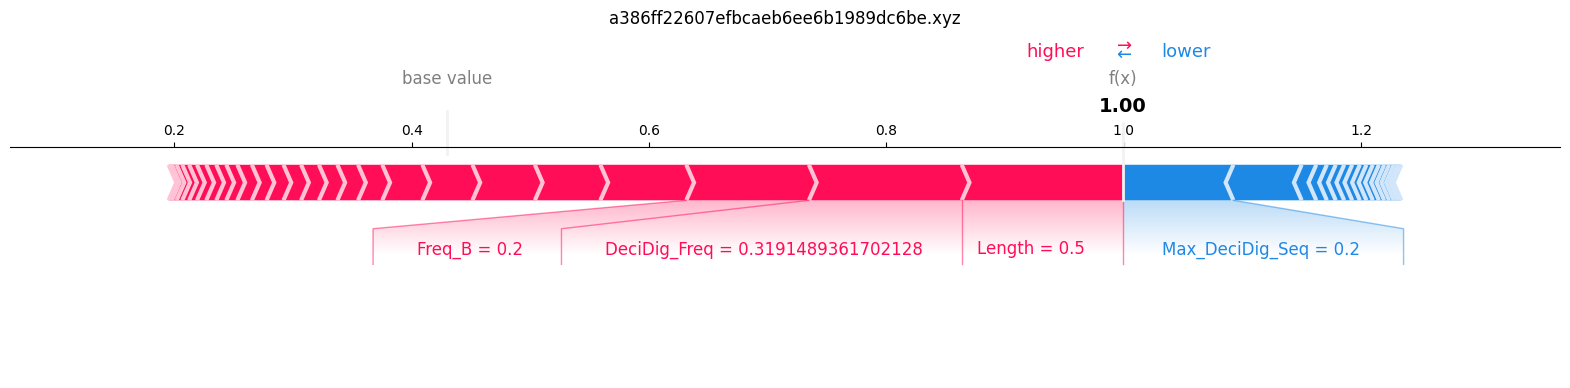 a386ff22607efbcaeb6ee6b1989dc6be.xyz
higher → ← lower
base value f(x)
1.00
0.2 0.4 0.6 0.8 1 0 1.2
Freq_B = 0.2 DeciDig_Freq = 0.3191489361702128 Length = 0.5 Max_DeciDig_Seq = 0.2